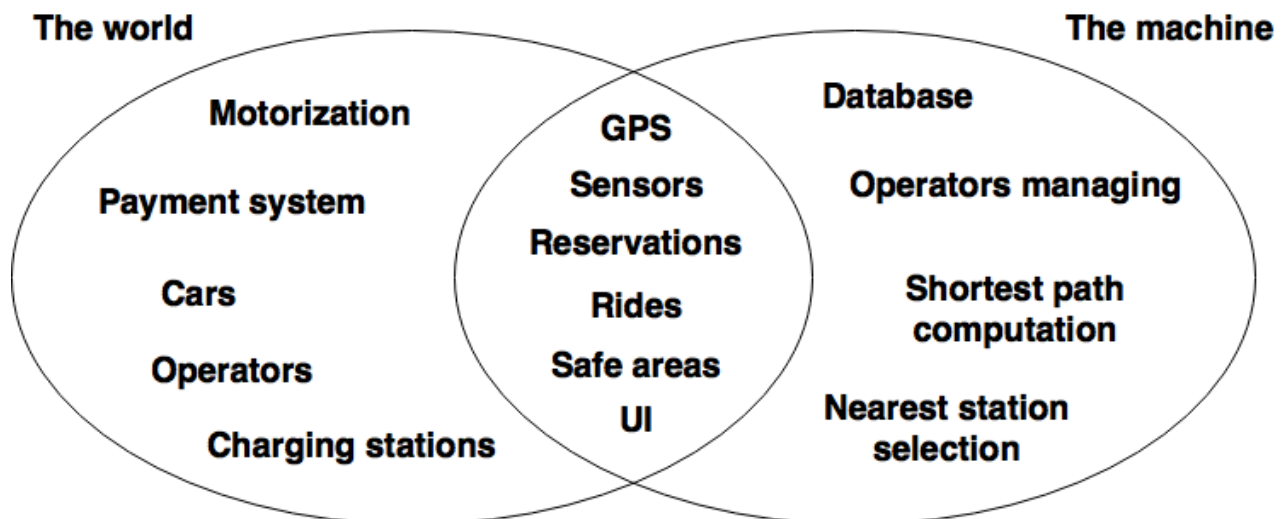 The world
The machine
Motorization
Payment system
Cars
Operators
Charging stations
GPS
Sensors
Reservations
Rides
Safe areas
UI
Database
Operators managing
Shortest path
computation
Nearest station
selection